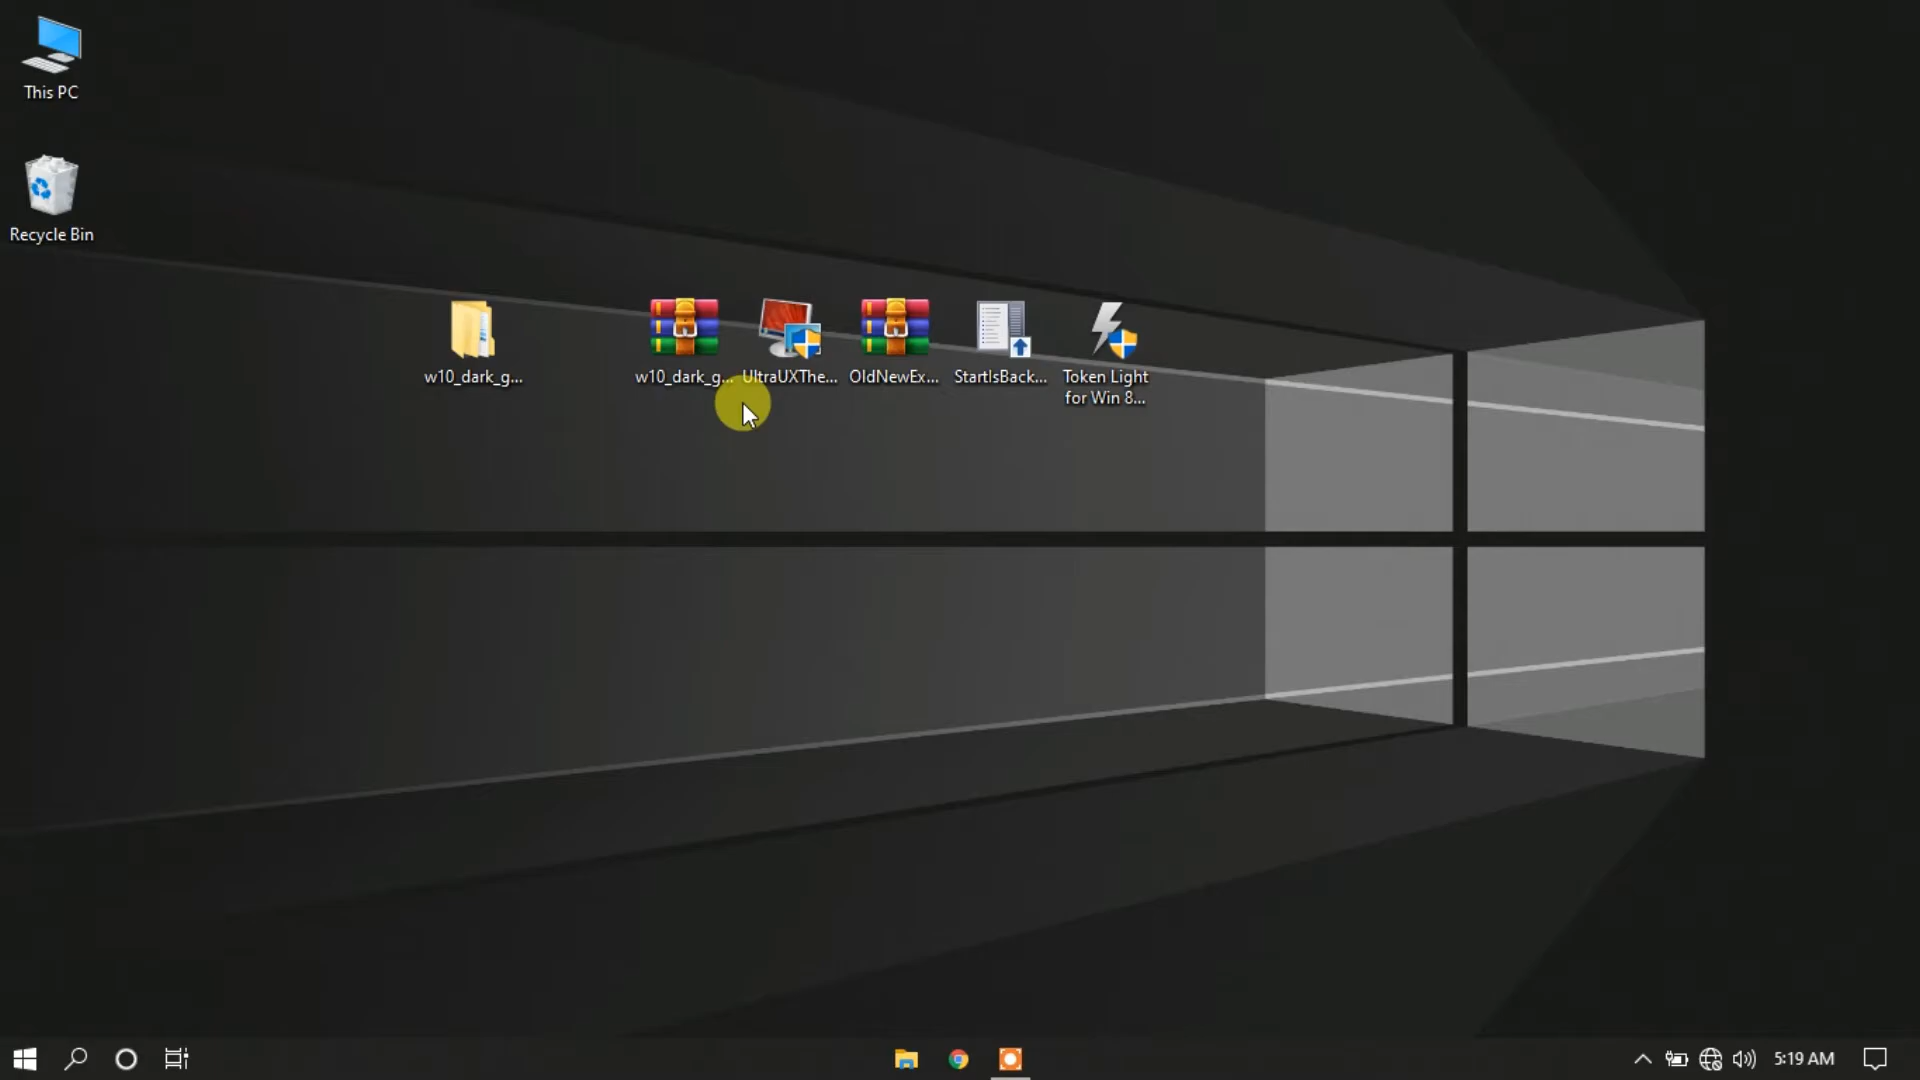 This PC
Recycle Bin
w10_dark_g...
w10_dark_g...
UltraUXThe...
OldNewEx...
StartIsBack...
Token Light
for Win 8...
5:19 AM